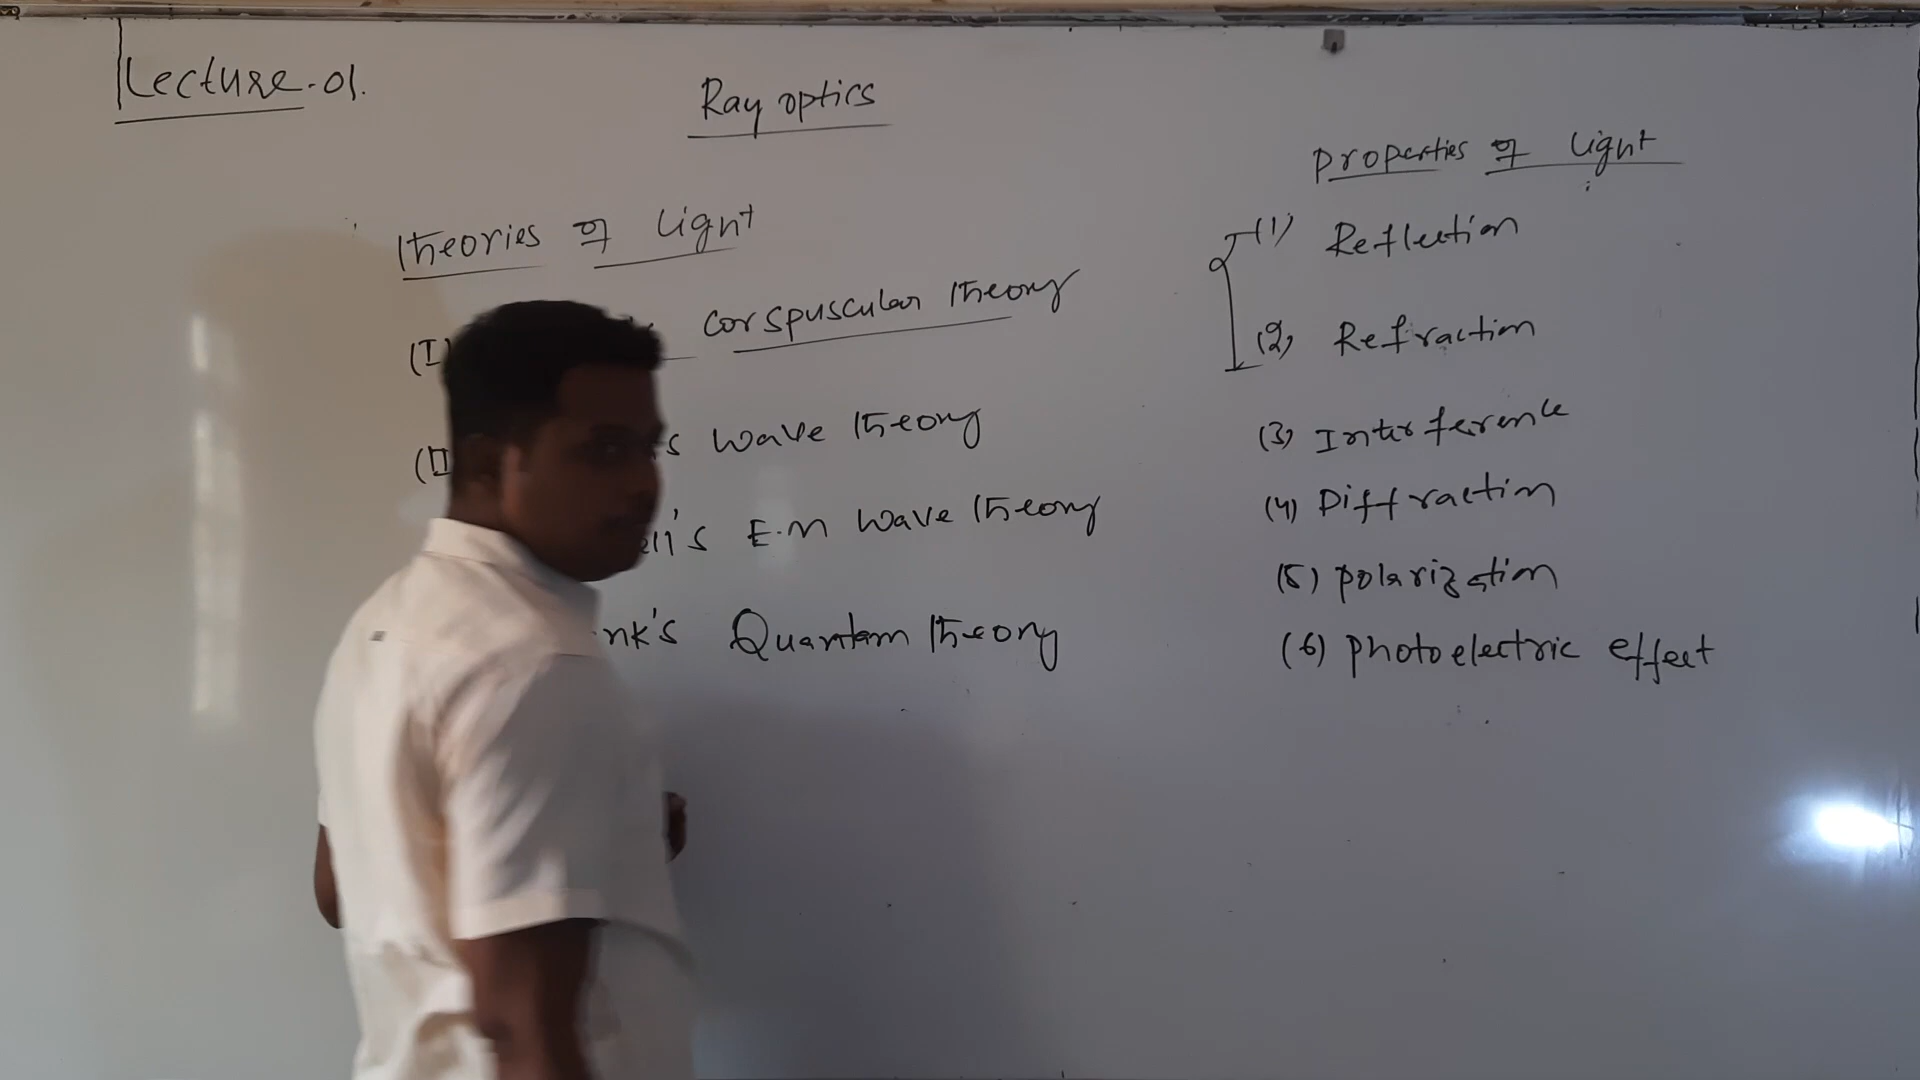 Lecture-01.
Ray optics
Theories of Light
(I) Corspuscular Theory
(II) wave Theory
E.M wave Theory
Quantam Theory
Properties of Light
(1) Reflection
(2) Refraction
(3) Interference
(4) Diffraction
(5) polarization
(6) photoelectric effect